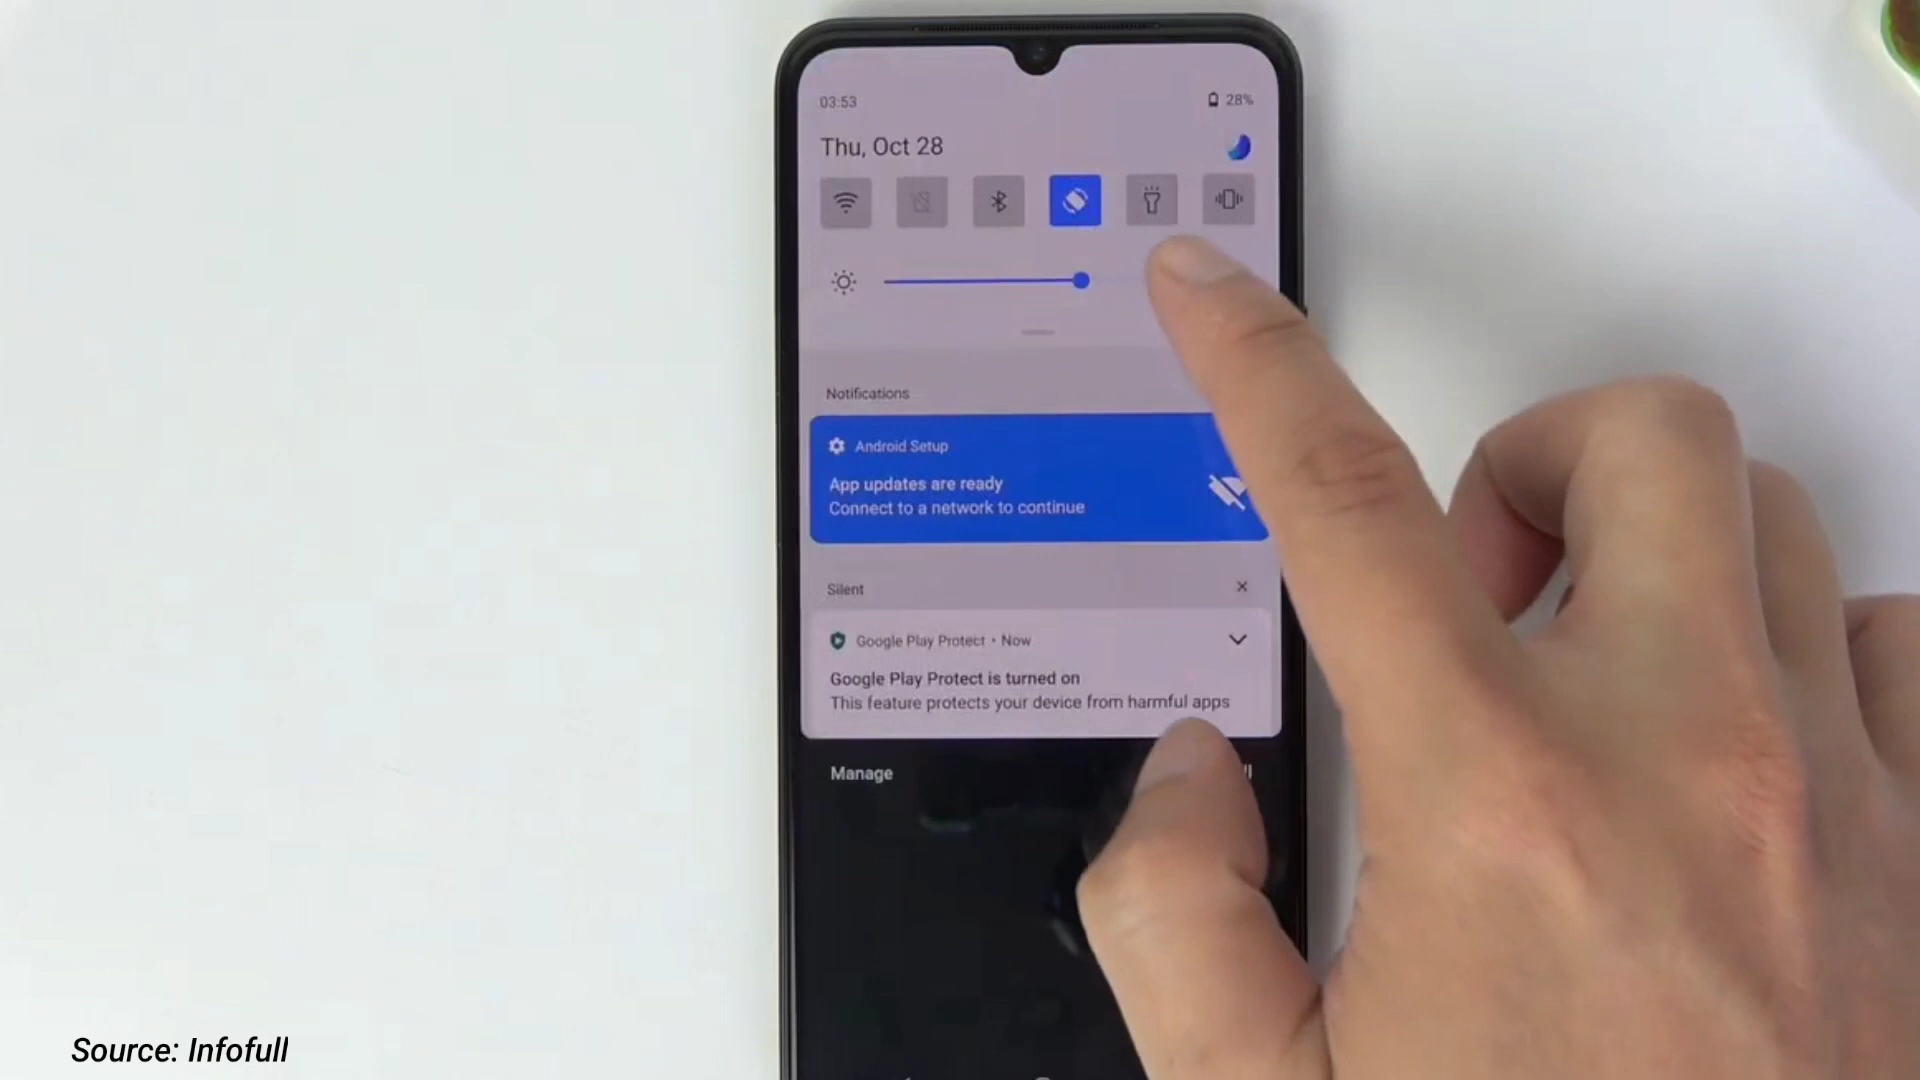 03:53
28%
Thu, Oct 28
Notifications
Android Setup
App updates are ready
Connect to a network to continue
Silent
Google Play Protect • Now
Google Play Protect is turned on
This feature protects your device from harmful apps
Manage
Source: Infofull